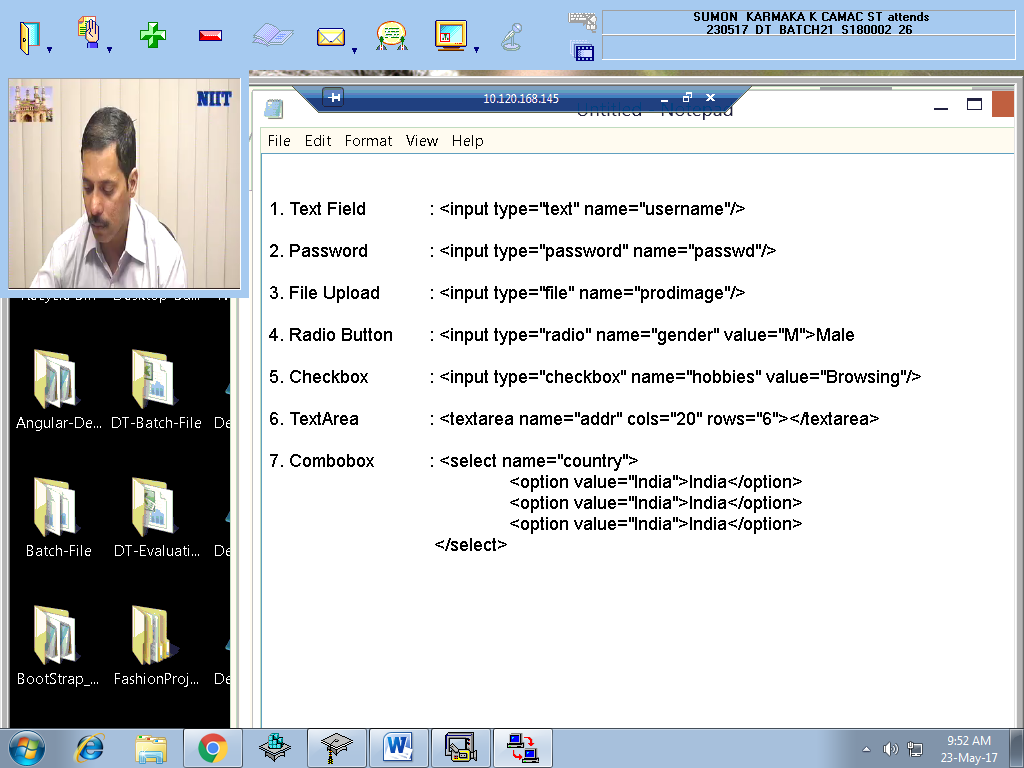 SUMON KARMAKA K CAMAC ST attends
230517 DT BATCH21 S180002 26
NIIT
10.120.168.145
Untitled - Notepad
File Edit Format View Help
1. Text Field : <input type="text" name="username"/>
2. Password : <input type="password" name="passwd"/>
3. File Upload : <input type="file" name="prodimage"/>
4. Radio Button : <input type="radio" name="gender" value="M">Male
5. Checkbox : <input type="checkbox" name="hobbies" value="Browsing"/>
6. TextArea : <textarea name="addr" cols="20" rows="6"></textarea>
7. Combobox : <select name="country">
<option value="India">India</option>
<option value="India">India</option>
<option value="India">India</option>
</select>
Angular-De... DT-Batch-File De
Batch-File DT-Evaluati... De
BootStrap_... FashionProj... De
9:52 AM
23-May-17